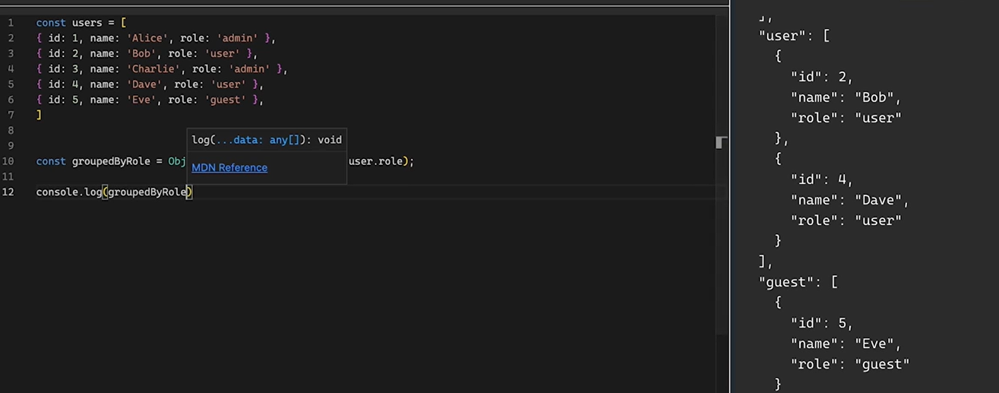 1 const users = [
2 { id: 1, name: 'Alice', role: 'admin' },
3 { id: 2, name: 'Bob', role: 'user' },
4 { id: 3, name: 'Charlie', role: 'admin' },
5 { id: 4, name: 'Dave', role: 'user' },
6 { id: 5, name: 'Eve', role: 'guest' },
7 ]
8
9
log(...data: any[]): void
MDN Reference
10 const groupedByRole = Obj user.role);
11
12 console.log(groupedByRole)
],
"user": [
{
"id": 2,
"name": "Bob",
"role": "user"
},
{
"id": 4,
"name": "Dave",
"role": "user"
}
],
"guest": [
{
"id": 5,
"name": "Eve",
"role": "guest"
}